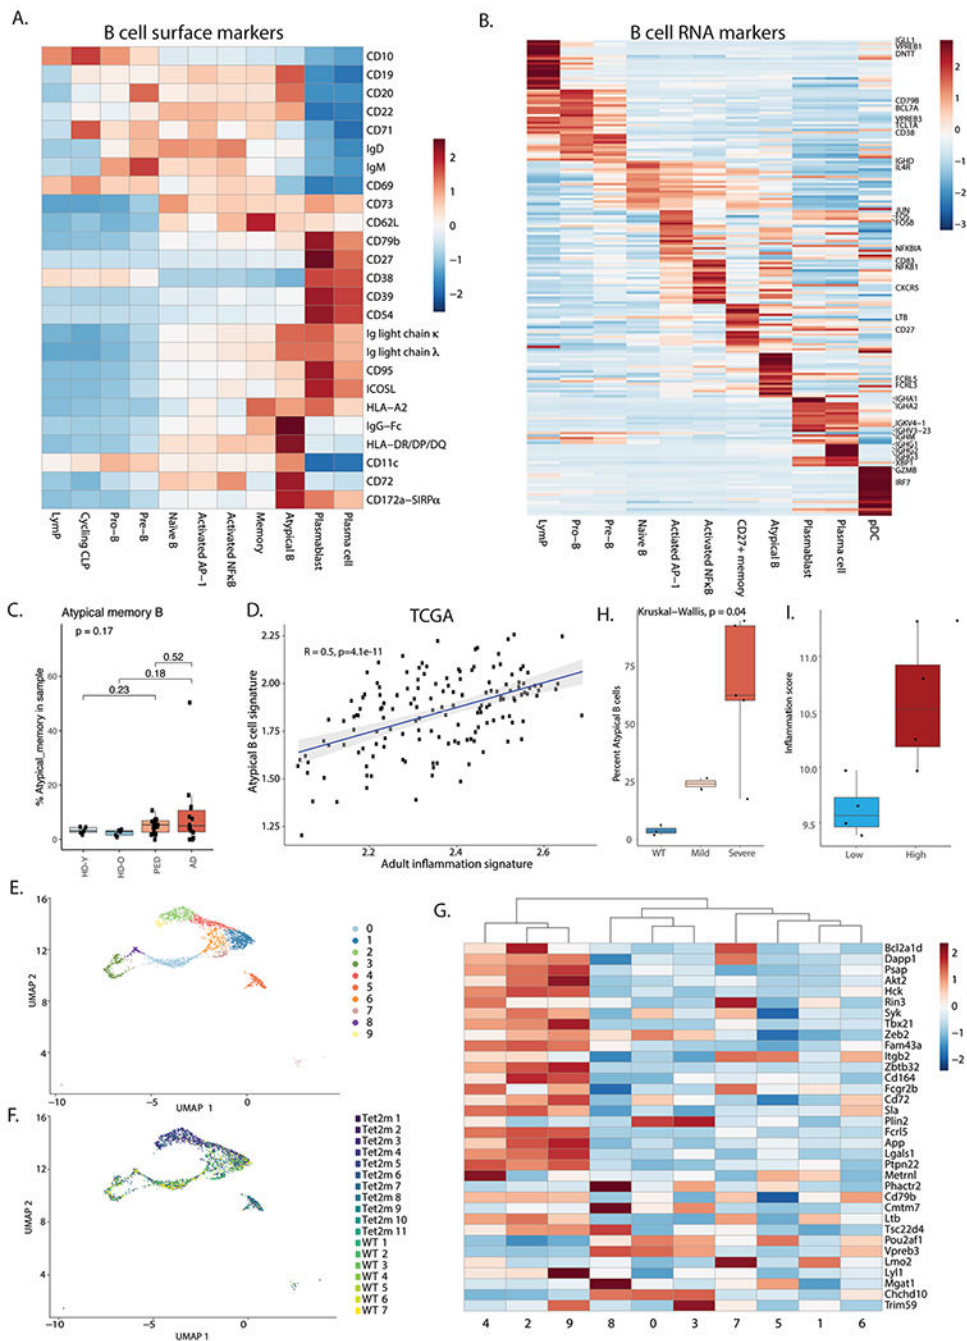 A.
B cell surface markers
CD10
CD19
CD20
CD22
CD71
IgD
IgM
CD69
CD73
CD62L
CD79b
CD27
CD38
CD39
CD54
Ig light chain κ
Ig light chain λ
CD95
ICOSL
HLA−A2
IgG−Fc
HLA−DR/DP/DQ
CD11c
CD72
CD172a−SIRPα
2
1
0
−1
−2
LymP
Cycling CLP
Pro−B
Pre−B
Naïve B
Activated AP−1
Activated NFκB
Memory
Atypical B
Plasmablast
Plasma cell
B.
B cell RNA markers
IGLL1
VPREB1
DNTT
CD79B
BCL7A
VPREB3
TCL1A
CD38
IGHD
IL4R
JUN
FOS
FOSB
NFKBIA
CD83
NFKB1
CXCR5
LTB
CD27
FCRL5
FCRL3
IGHA1
IGHA2
IGKV4−1
IGHV3−23
IGHM
IGHG1
IGHG2
IGHG3
XBP1
GZMB
IRF7
2
1
0
−1
−2
−3
LymP
Pro−B
Pre−B
Naive B
Actiated AP−1
Activated NFκB
CD27+ memory
Atypical B
Plasmablast
Plasma cell
pDC
C.
Atypical memory B
p = 0.17
0.52
0.18
0.23
% Atypical_memory in sample
60
40
20
0
HD−Y
HD−O
PED
AD
D.
TCGA
R = 0.5, p=4.1e-11
Atypical B cell signature
2.25
2.00
1.75
1.50
1.25
2.2
2.4
2.6
Adult inflammation signature
H.
Kruskal−Wallis, p = 0.04
Percent Atypical B cells
75
50
25
0
WT
Mild
Severe
I.
Inflammation score
11.0
10.5
10.0
9.5
Low
High
E.
UMAP 2
16
12
8
4
−10
−5
0
UMAP 1
0
1
2
3
4
5
6
7
8
9
F.
UMAP 2
16
12
8
4
−10
−5
0
UMAP 1
Tet2m 1
Tet2m 2
Tet2m 3
Tet2m 4
Tet2m 5
Tet2m 6
Tet2m 7
Tet2m 8
Tet2m 9
Tet2m 10
Tet2m 11
WT 1
WT 2
WT 3
WT 4
WT 5
WT 6
WT 7
G.
Bcl2a1d
Dapp1
Psap
Akt2
Hck
Rin3
Syk
Tbx21
Zeb2
Fam43a
Itgb2
Zbtb32
Cd164
Fcgr2b
Cd72
Sla
Plin2
Fcrl5
App
Lgals1
Ptpn22
Metrnl
Phactr2
Cd79b
Cmtm7
Ltb
Tsc22d4
Pou2af1
Vpreb3
Lmo2
Lyl1
Mgat1
Chchd10
Trim59
2
1
0
−1
−2
4 2 9 8 0 3 7 5 1 6